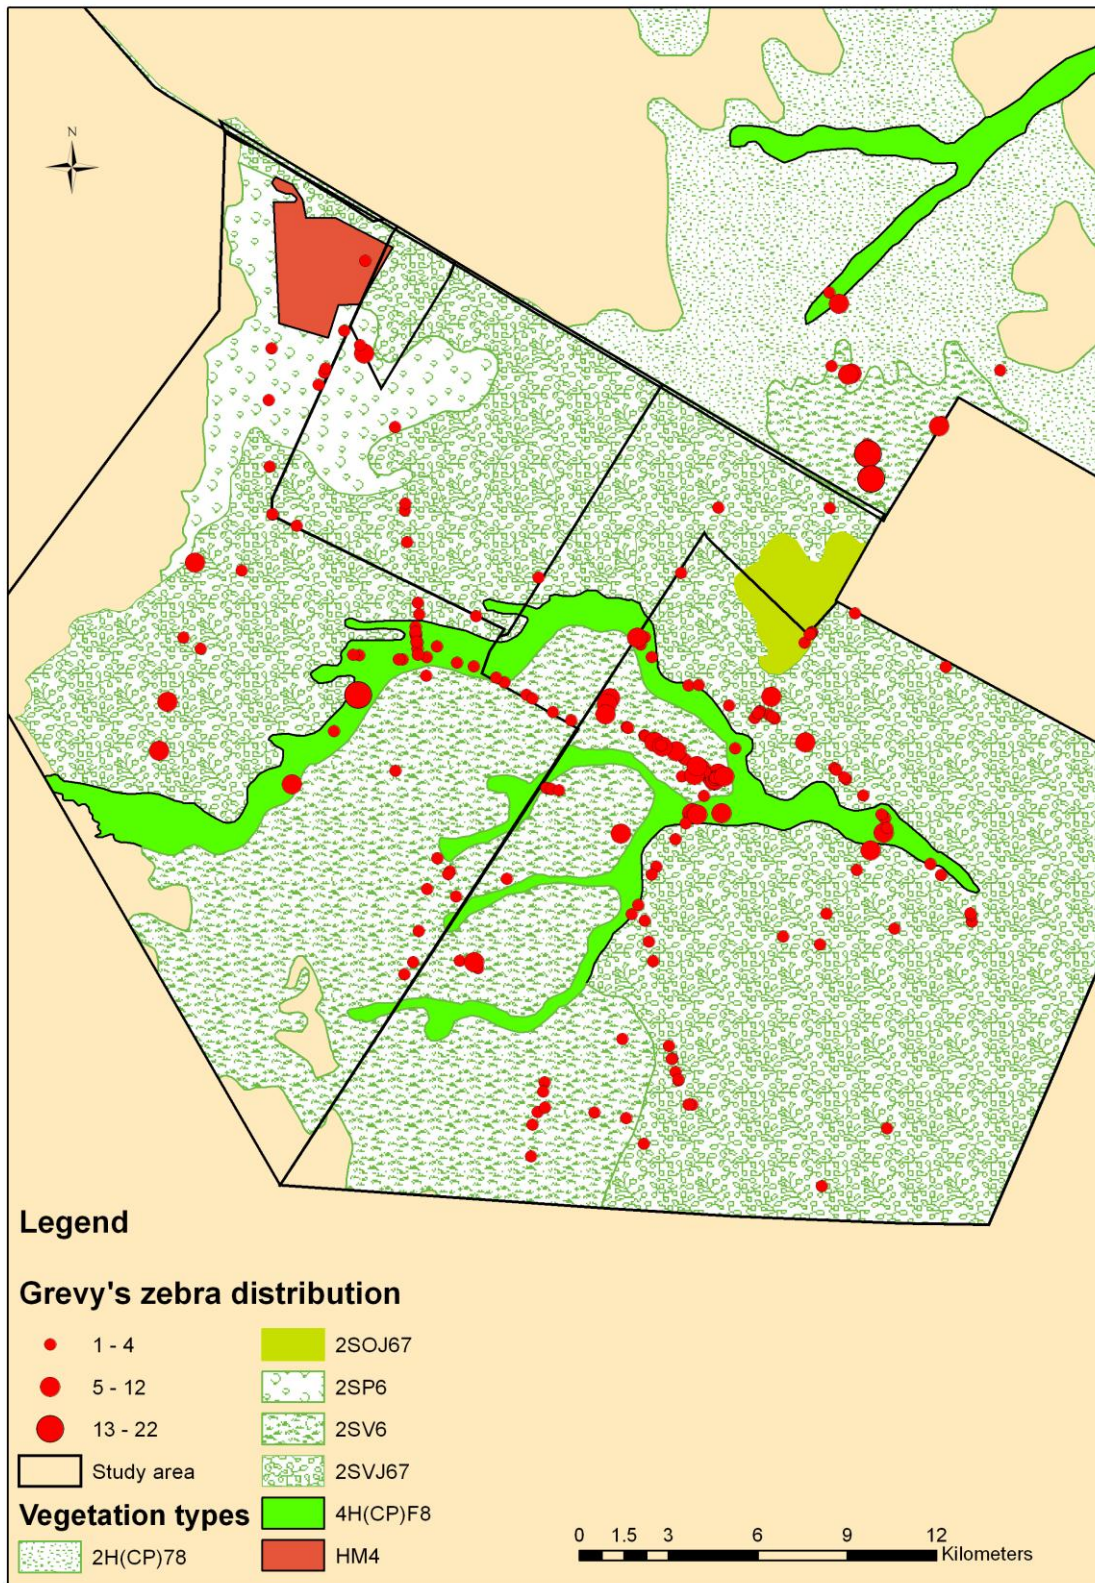 N
Legend
Grevy's zebra distribution
1 - 4
5 - 12
13 - 22
Study area
Vegetation types
2H(CP)78
2SOJ67
2SP6
2SV6
2SVJ67
4H(CP)F8
HM4
0 1.5 3 6 9 12
Kilometers